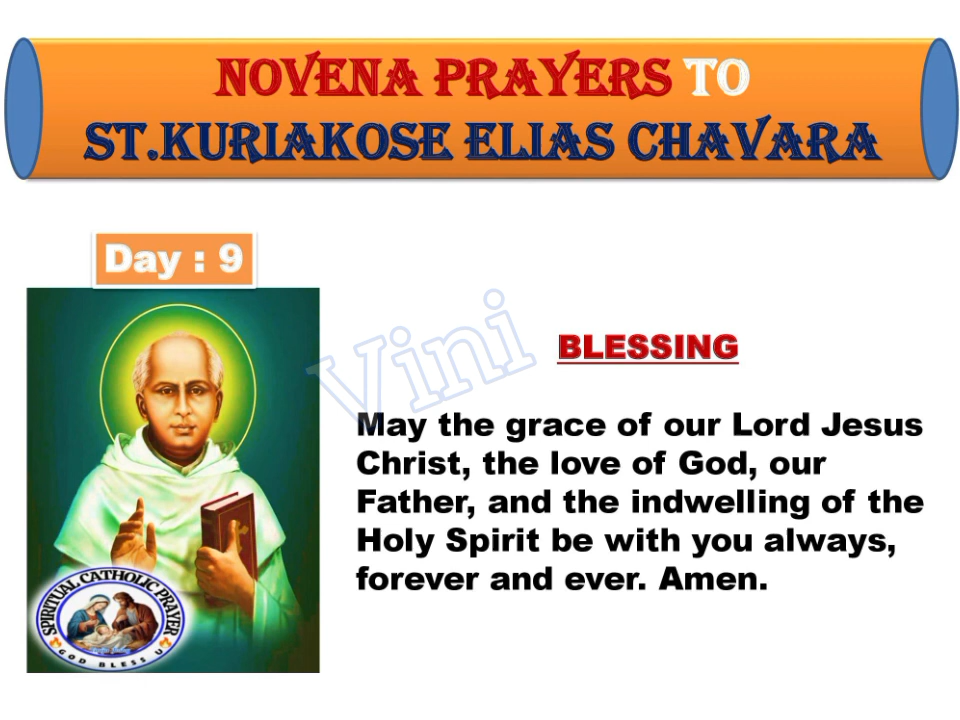 NOVENA PRAYERS TO
ST.KURIAKOSE ELIAS CHAVARA
Day : 9
Vini
BLESSING
May the grace of our Lord Jesus
Christ, the love of God, our
Father, and the indwelling of the
Holy Spirit be with you always,
forever and ever. Amen.
SPIRITUAL CATHOLIC PRAYER
GOD BLESS U